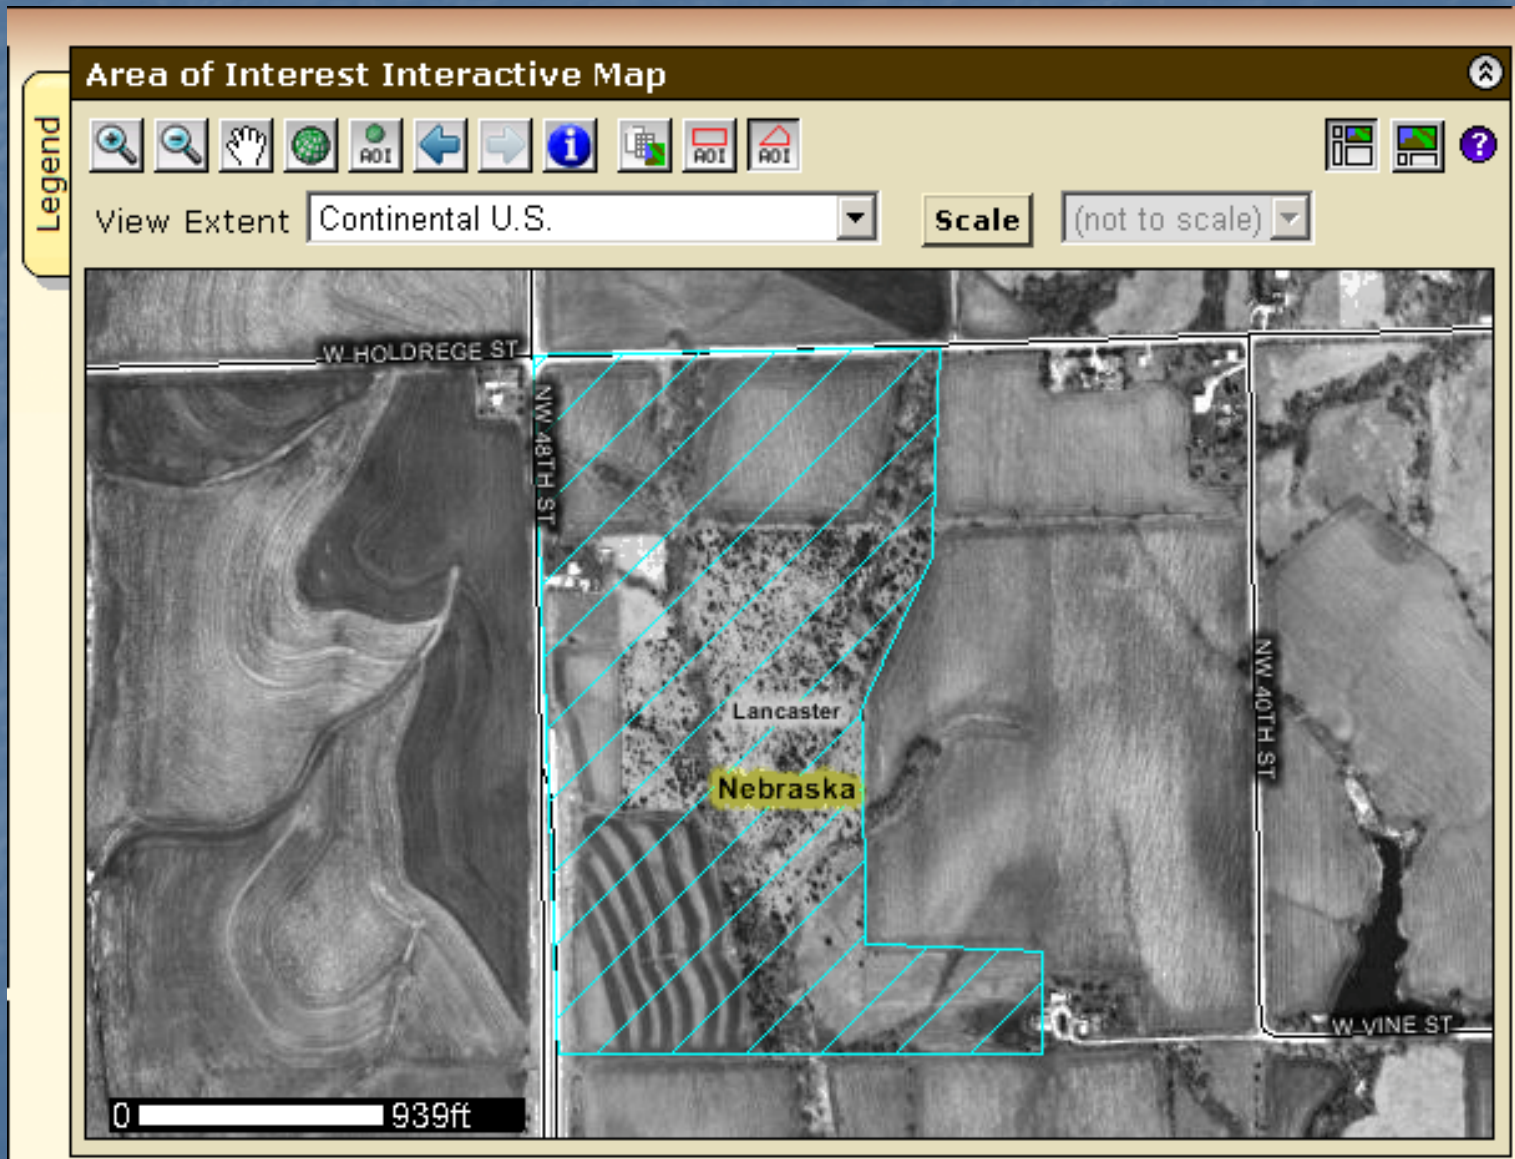 Area of Interest Interactive Map
Legend
AOI
i
AOI
AOI
?
View Extent
Continental U.S.
Scale
(not to scale)
W HOLDREGE ST
NW 48TH ST
Lancaster
NW 40TH ST
Nebraska
W VINE ST
0
939ft